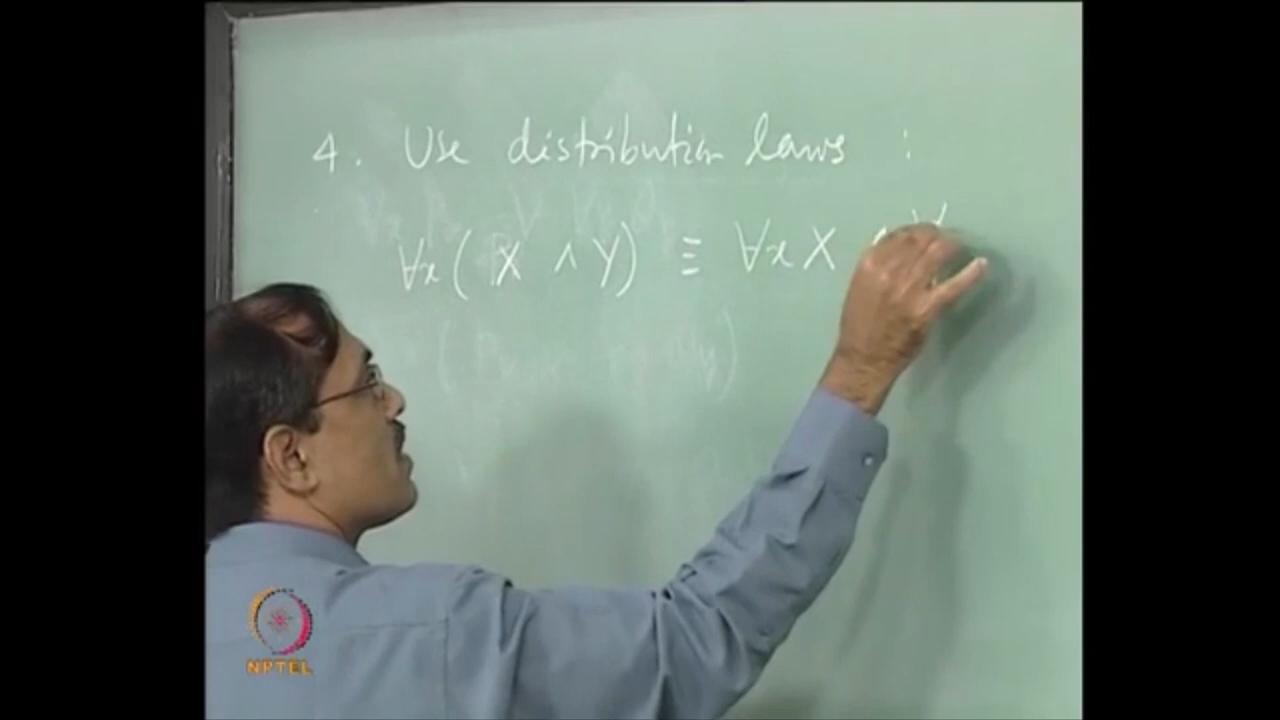 4. Use distribution laws :
∀x ( X ∧ Y) ≡ ∀x X ∧ ∀
NPTEL